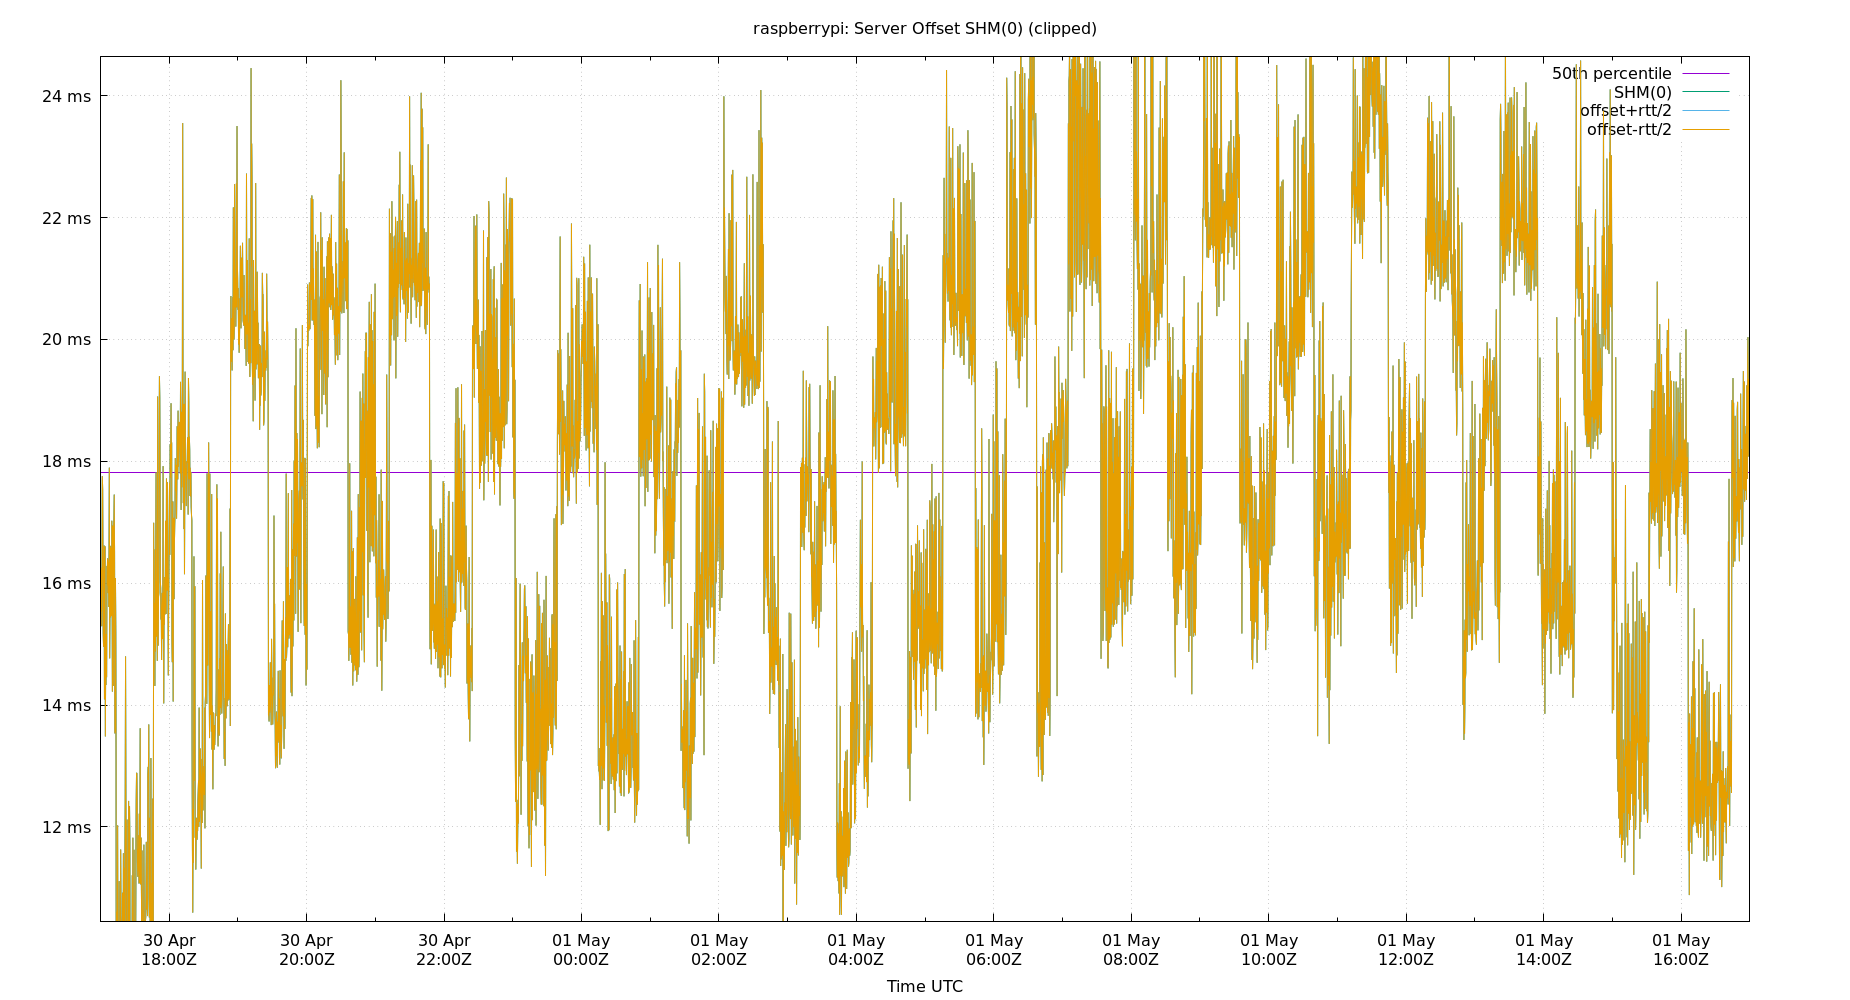 raspberrypi: Server Offset SHM(0) (clipped)
50th percentile
SHM(0)
offset+rtt/2
offset-rtt/2
24 ms
22 ms
20 ms
18 ms
16 ms
14 ms
12 ms
30 Apr 30 Apr 30 Apr 01 May 01 May 01 May 01 May 01 May 01 May 01 May 01 May 01 May
18:00Z 20:00Z 22:00Z 00:00Z 02:00Z 04:00Z 06:00Z 08:00Z 10:00Z 12:00Z 14:00Z 16:00Z
Time UTC